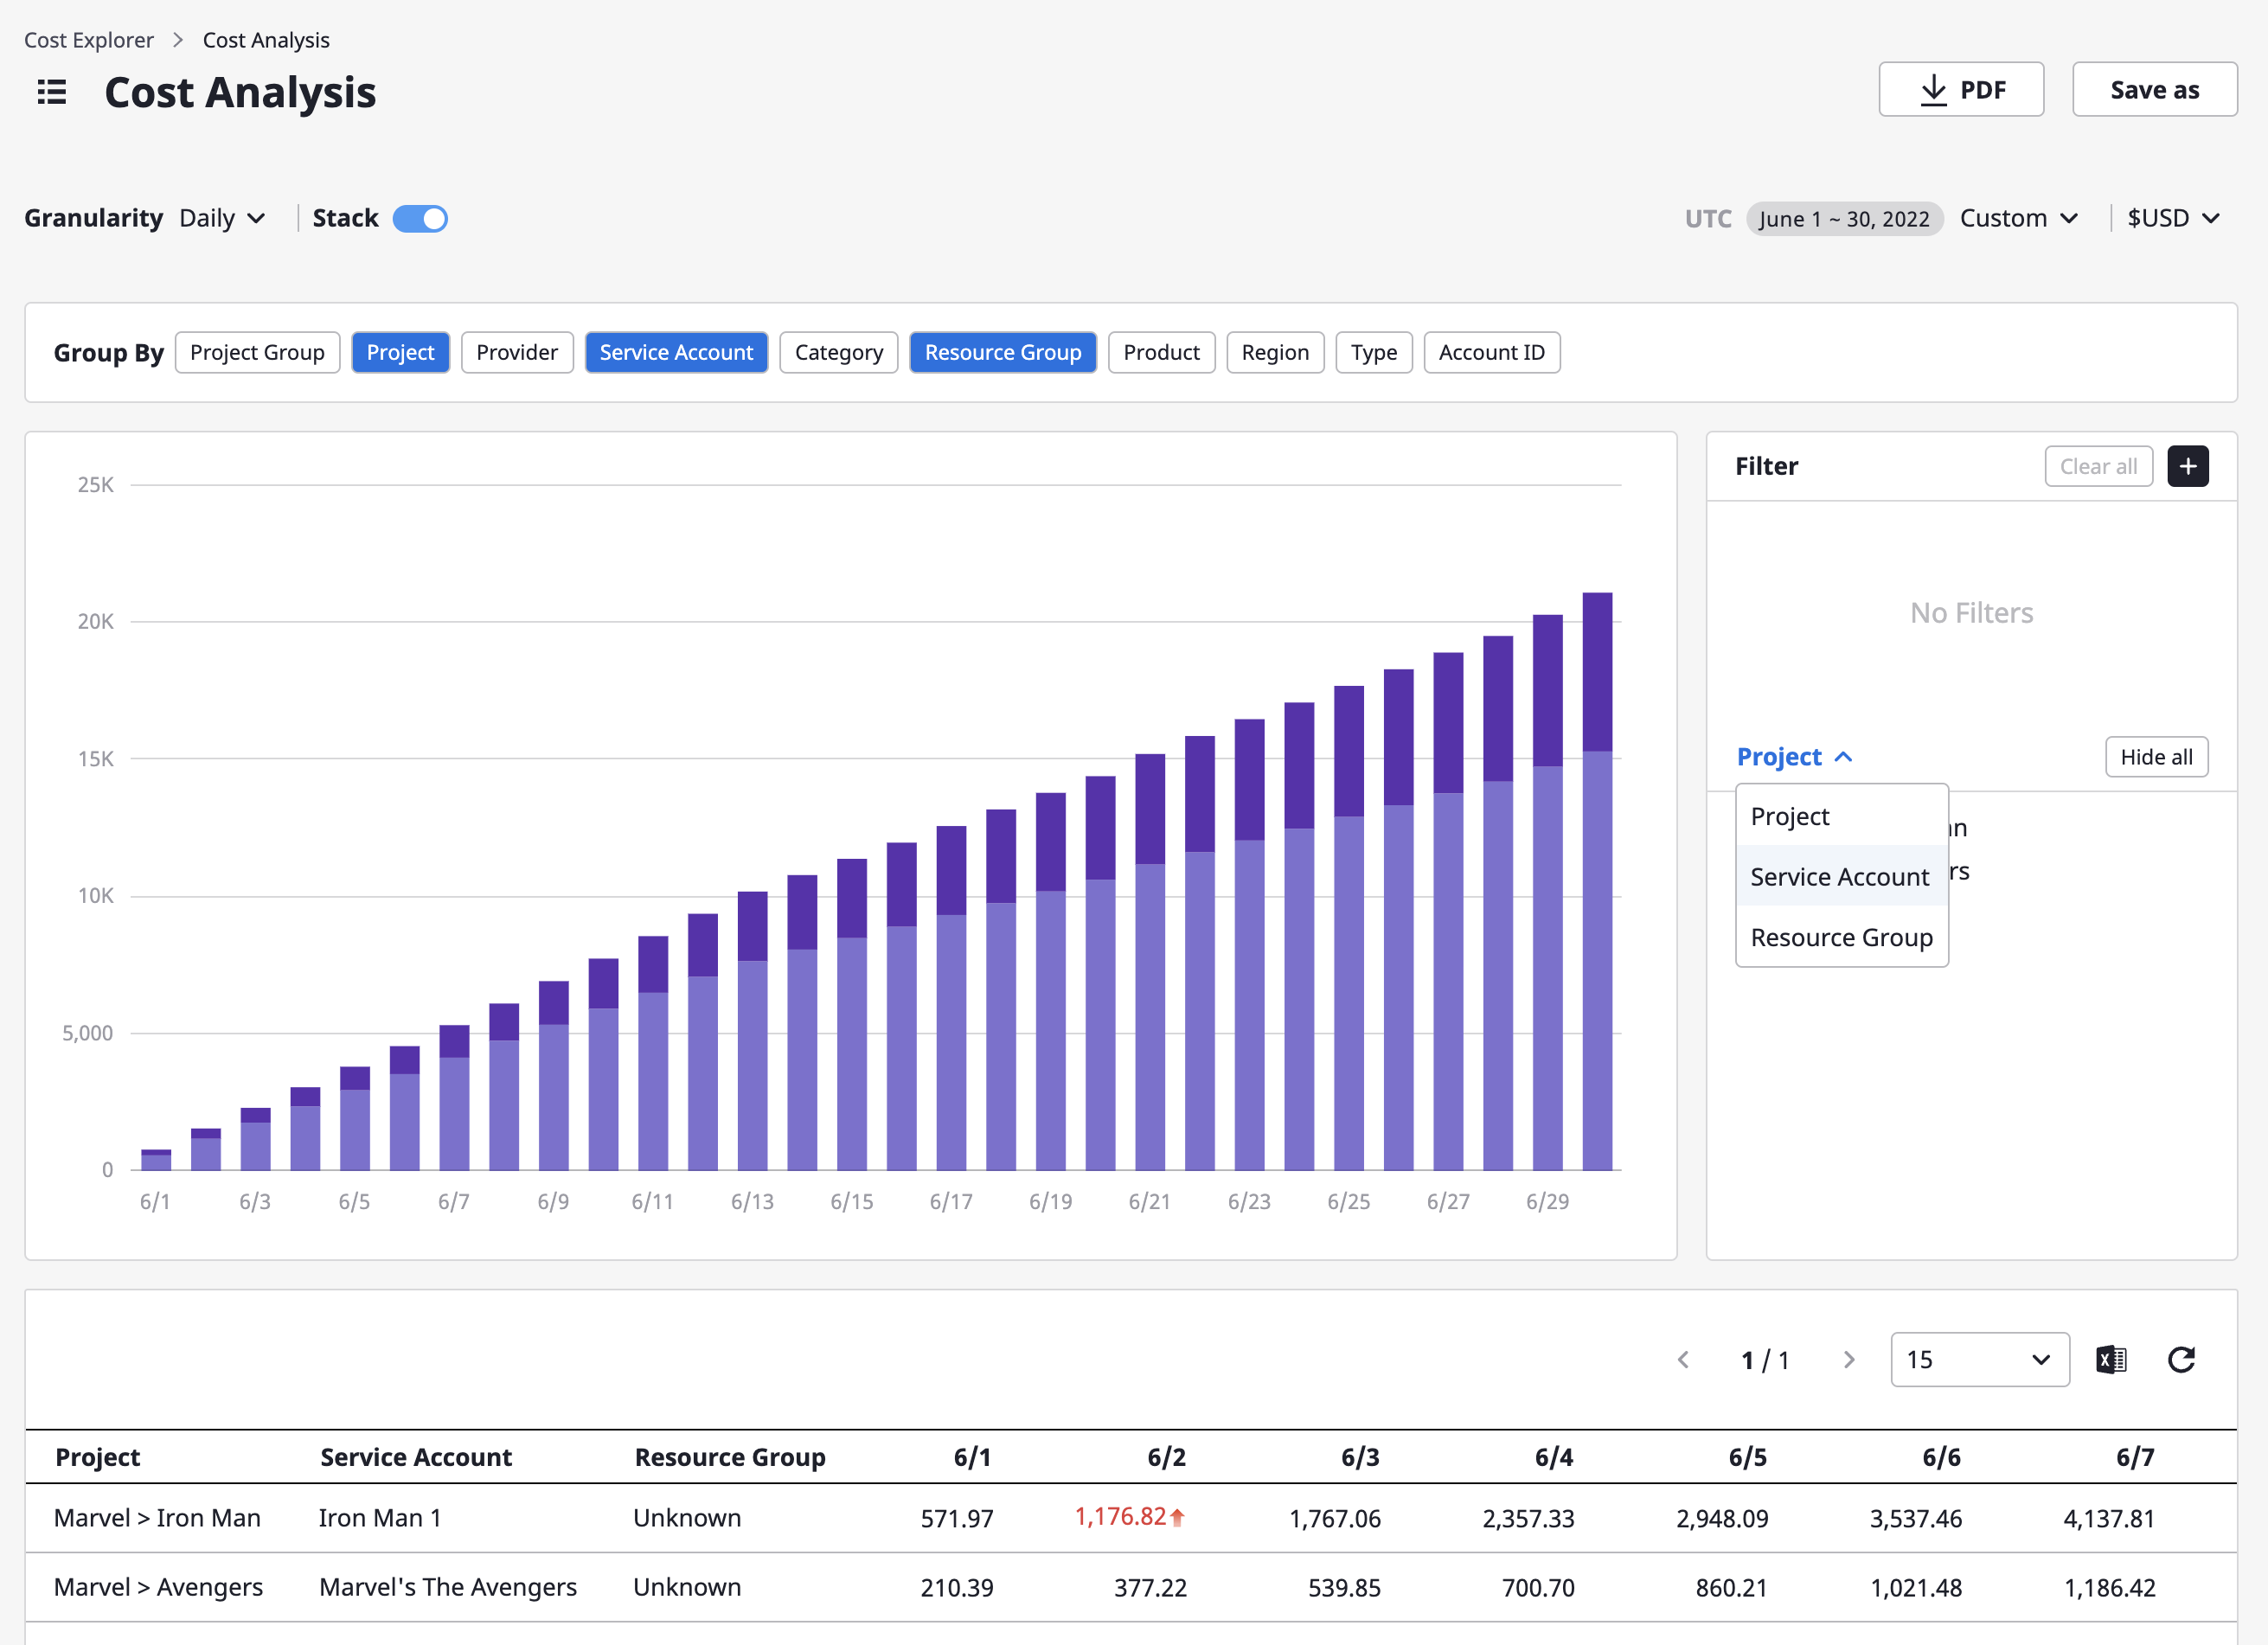 Cost Explorer > Cost Analysis
Cost Analysis
PDF
Save as
Granularity Daily
Stack
UTC June 1 ~ 30, 2022 Custom
$USD
Group By Project Group Project Provider Service Account Category Resource Group Product Region Type Account ID
25K
20K
15K
10K
5,000
0
6/1 6/3 6/5 6/7 6/9 6/11 6/13 6/15 6/17 6/19 6/21 6/23 6/25 6/27 6/29
Filter Clear all +
No Filters
Project Hide all
Project
Service Account
Resource Group
1 / 1
15
Project Service Account Resource Group 6/1 6/2 6/3 6/4 6/5 6/6 6/7
Marvel > Iron Man Iron Man 1 Unknown 571.97 1,176.82 1,767.06 2,357.33 2,948.09 3,537.46 4,137.81
Marvel > Avengers Marvel's The Avengers Unknown 210.39 377.22 539.85 700.70 860.21 1,021.48 1,186.42